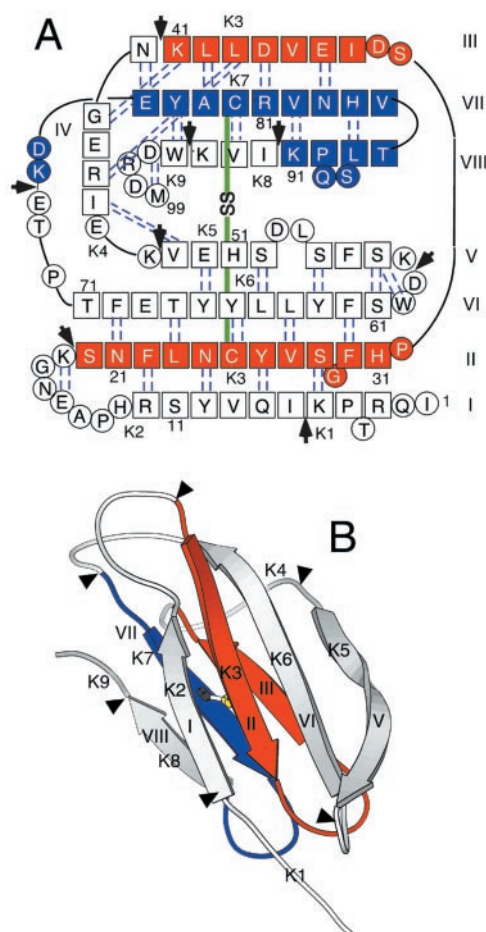 A
41 K3
N K L L D V E I D S III
K7
E Y A C R V N H V VII
IV G
81
E
D R D W K V I K P L T VIII
K R D M K9 K8 91 Q S
99
E I SS
T E K5 51 D L
K4 K V E H S S F S K V
P K6 D
71
T F E T Y Y L L Y F S W VI
61
K S N F L N C Y V S F H P II
G 21 K3 G 31
N E A P H R S Y V Q I K P R Q I 1 I
K2 11 K1 T
B
K4
VII
K7
K6
K5
K9
K2
K3
III
I
II
VI
V
VIII
K8
K1